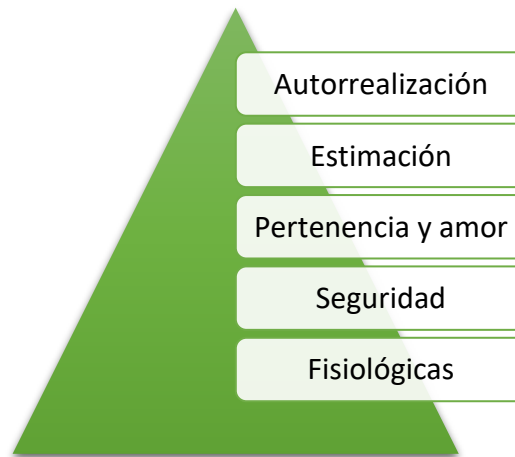 Autorrealización
Estimación
Pertenencia y amor
Seguridad
Fisiológicas